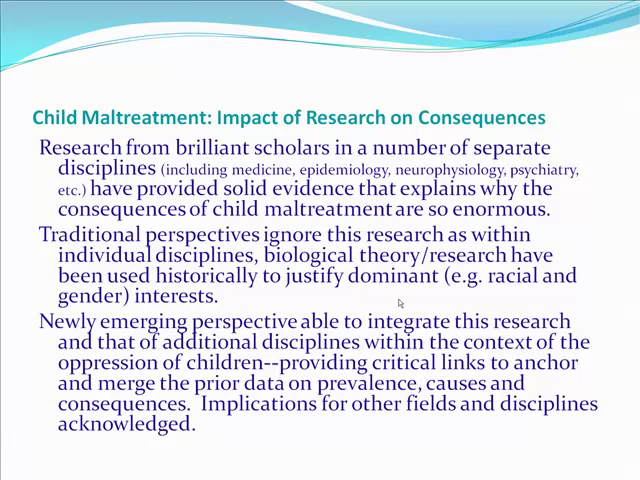 Child Maltreatment: Impact of Research on Consequences
Research from brilliant scholars in a number of separate
disciplines (including medicine, epidemiology, neurophysiology, psychiatry,
etc.) have provided solid evidence that explains why the
consequences of child maltreatment are so enormous.
Traditional perspectives ignore this research as within
individual disciplines, biological theory/research have
been used historically to justify dominant (e.g. racial and
gender) interests.
Newly emerging perspective able to integrate this research
and that of additional disciplines within the context of the
oppression of children--providing critical links to anchor
and merge the prior data on prevalence, causes and
consequences. Implications for other fields and disciplines
acknowledged.